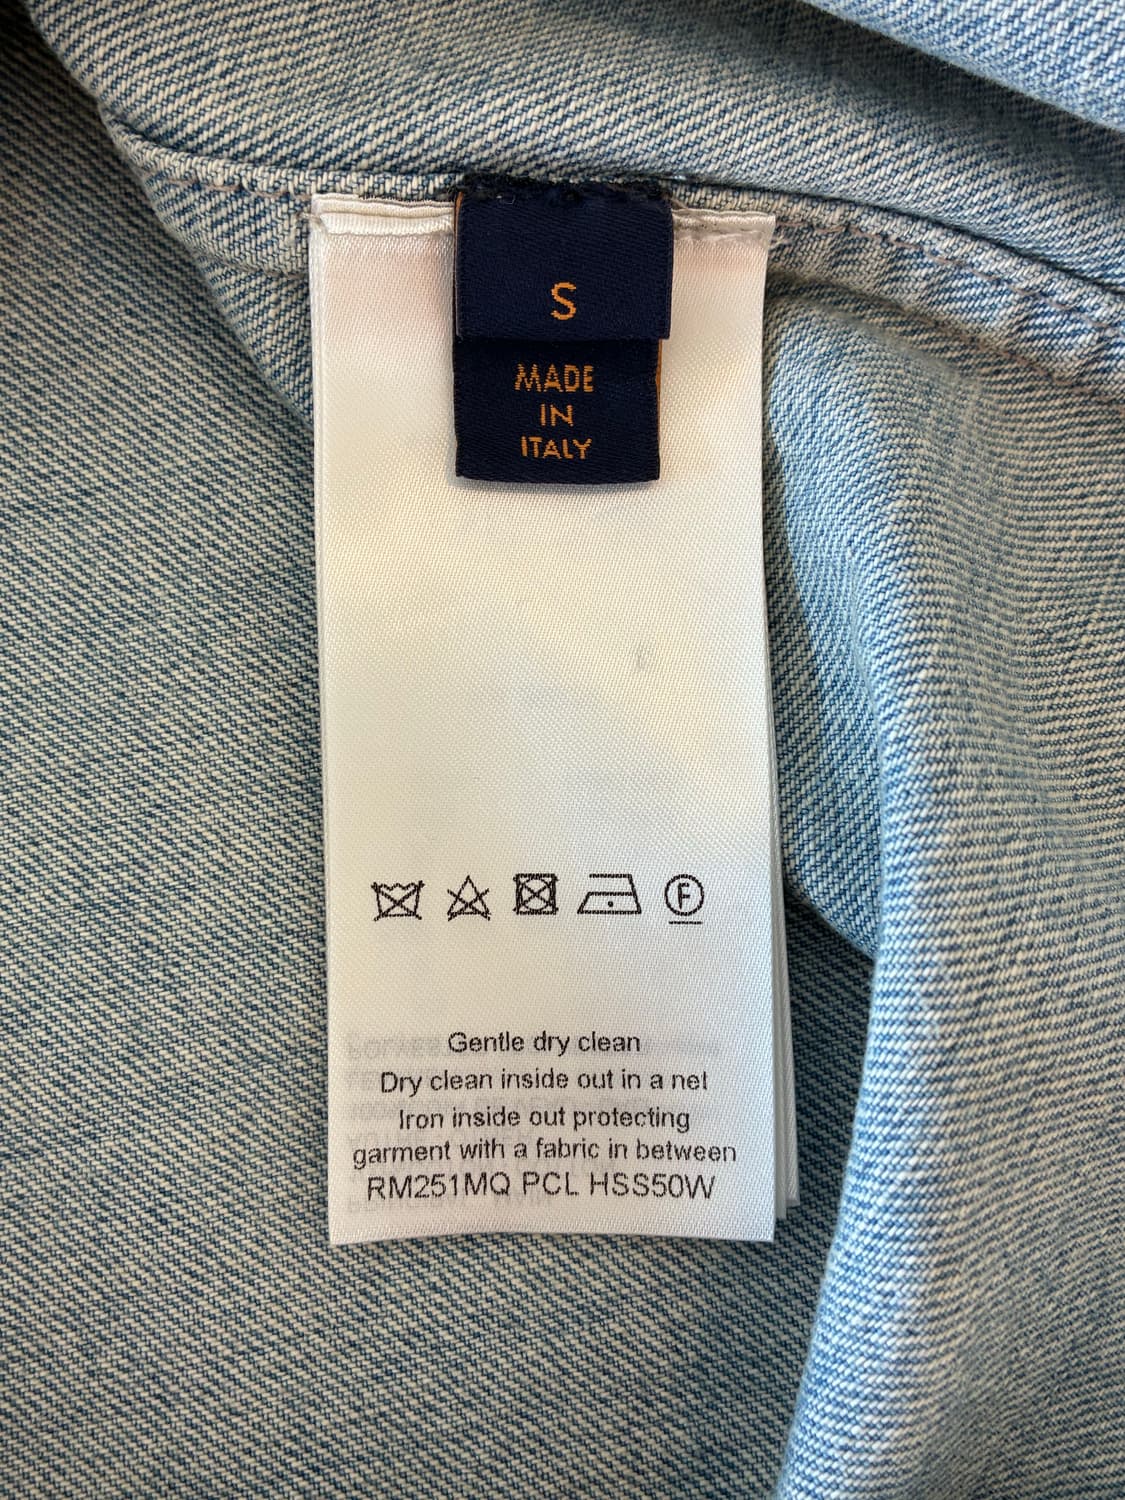 S
MADE
IN
ITALY
F
Gentle dry clean
Dry clean inside out in a net
Iron inside out protecting
garment with a fabric in between
RM251MQ PCL HSS50W